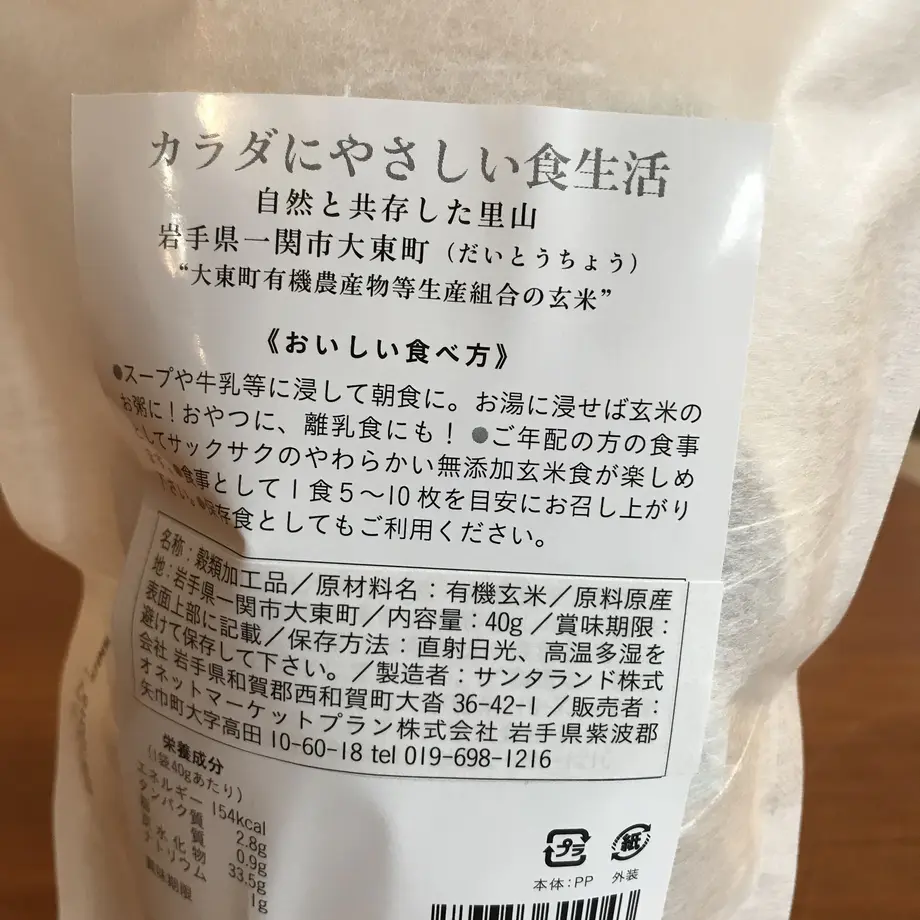 カラダにやさしい食生活
自然と共存した里山
岩手県一関市大東町（だいとうちょう）
“大東町有機農産物等生産組合の玄米”
《おいしい食べ方》
●スープや牛乳等に浸して朝食に。お湯に浸せば玄米の
お粥に！おやつに、離乳食にも！●ご年配の方の食事
としてサックサクのやわらかい無添加玄米食が楽しめ
ます。●食事として1食5〜10枚を目安にお召し上がり
下さい。●保存食としてもご利用ください。
名称：穀類加工品／原材料名：有機玄米／原料原産
地：岩手県一関市大東町／内容量：40g／賞味期限：
表面上部に記載／保存方法：直射日光、高温多湿を
避けて保存して下さい。／製造者：サンタランド株式
会社 岩手県和賀郡西和賀町大沓 36-42-1／販売者：
オネットマーケットプラン株式会社 岩手県紫波郡
矢巾町大字高田 10-60-18 tel 019-698-1216
栄養成分
(1袋40gあたり)
エネルギー 154kcal
タンパク質 2.8g
脂質 0.9g
炭水化物 33.5g
ナトリウム 1g
賞味期限
プラ
本体：PP
紙
外装